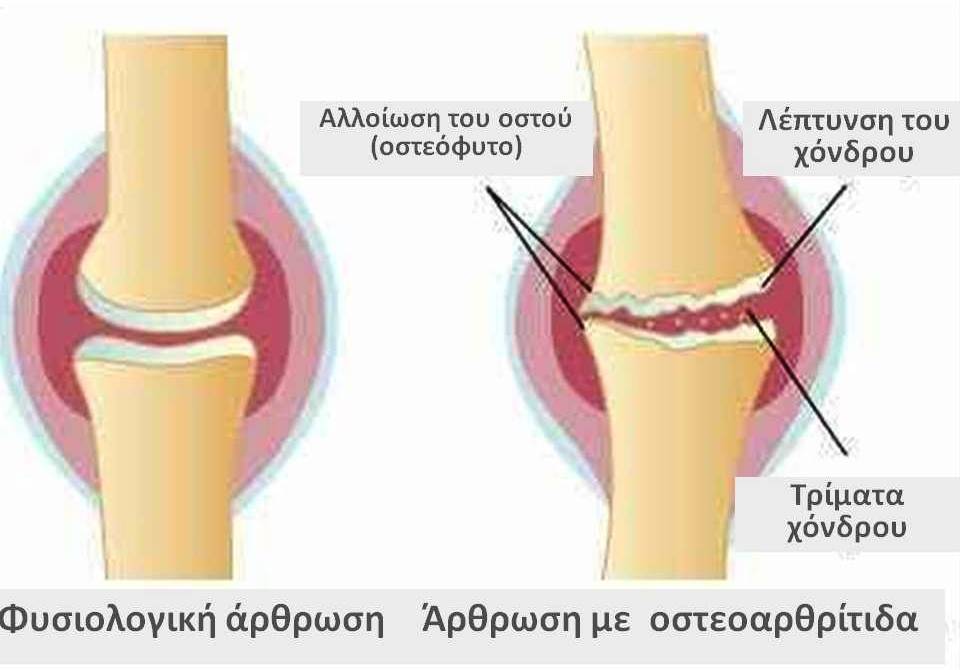 Αλλοίωση του οστού
(οστεόφυτο)
Λέπτυνση του
χόνδρου
Τρίματα
χόνδρου
Φυσιολογική άρθρωση
Άρθρωση με οστεοαρθρίτιδα